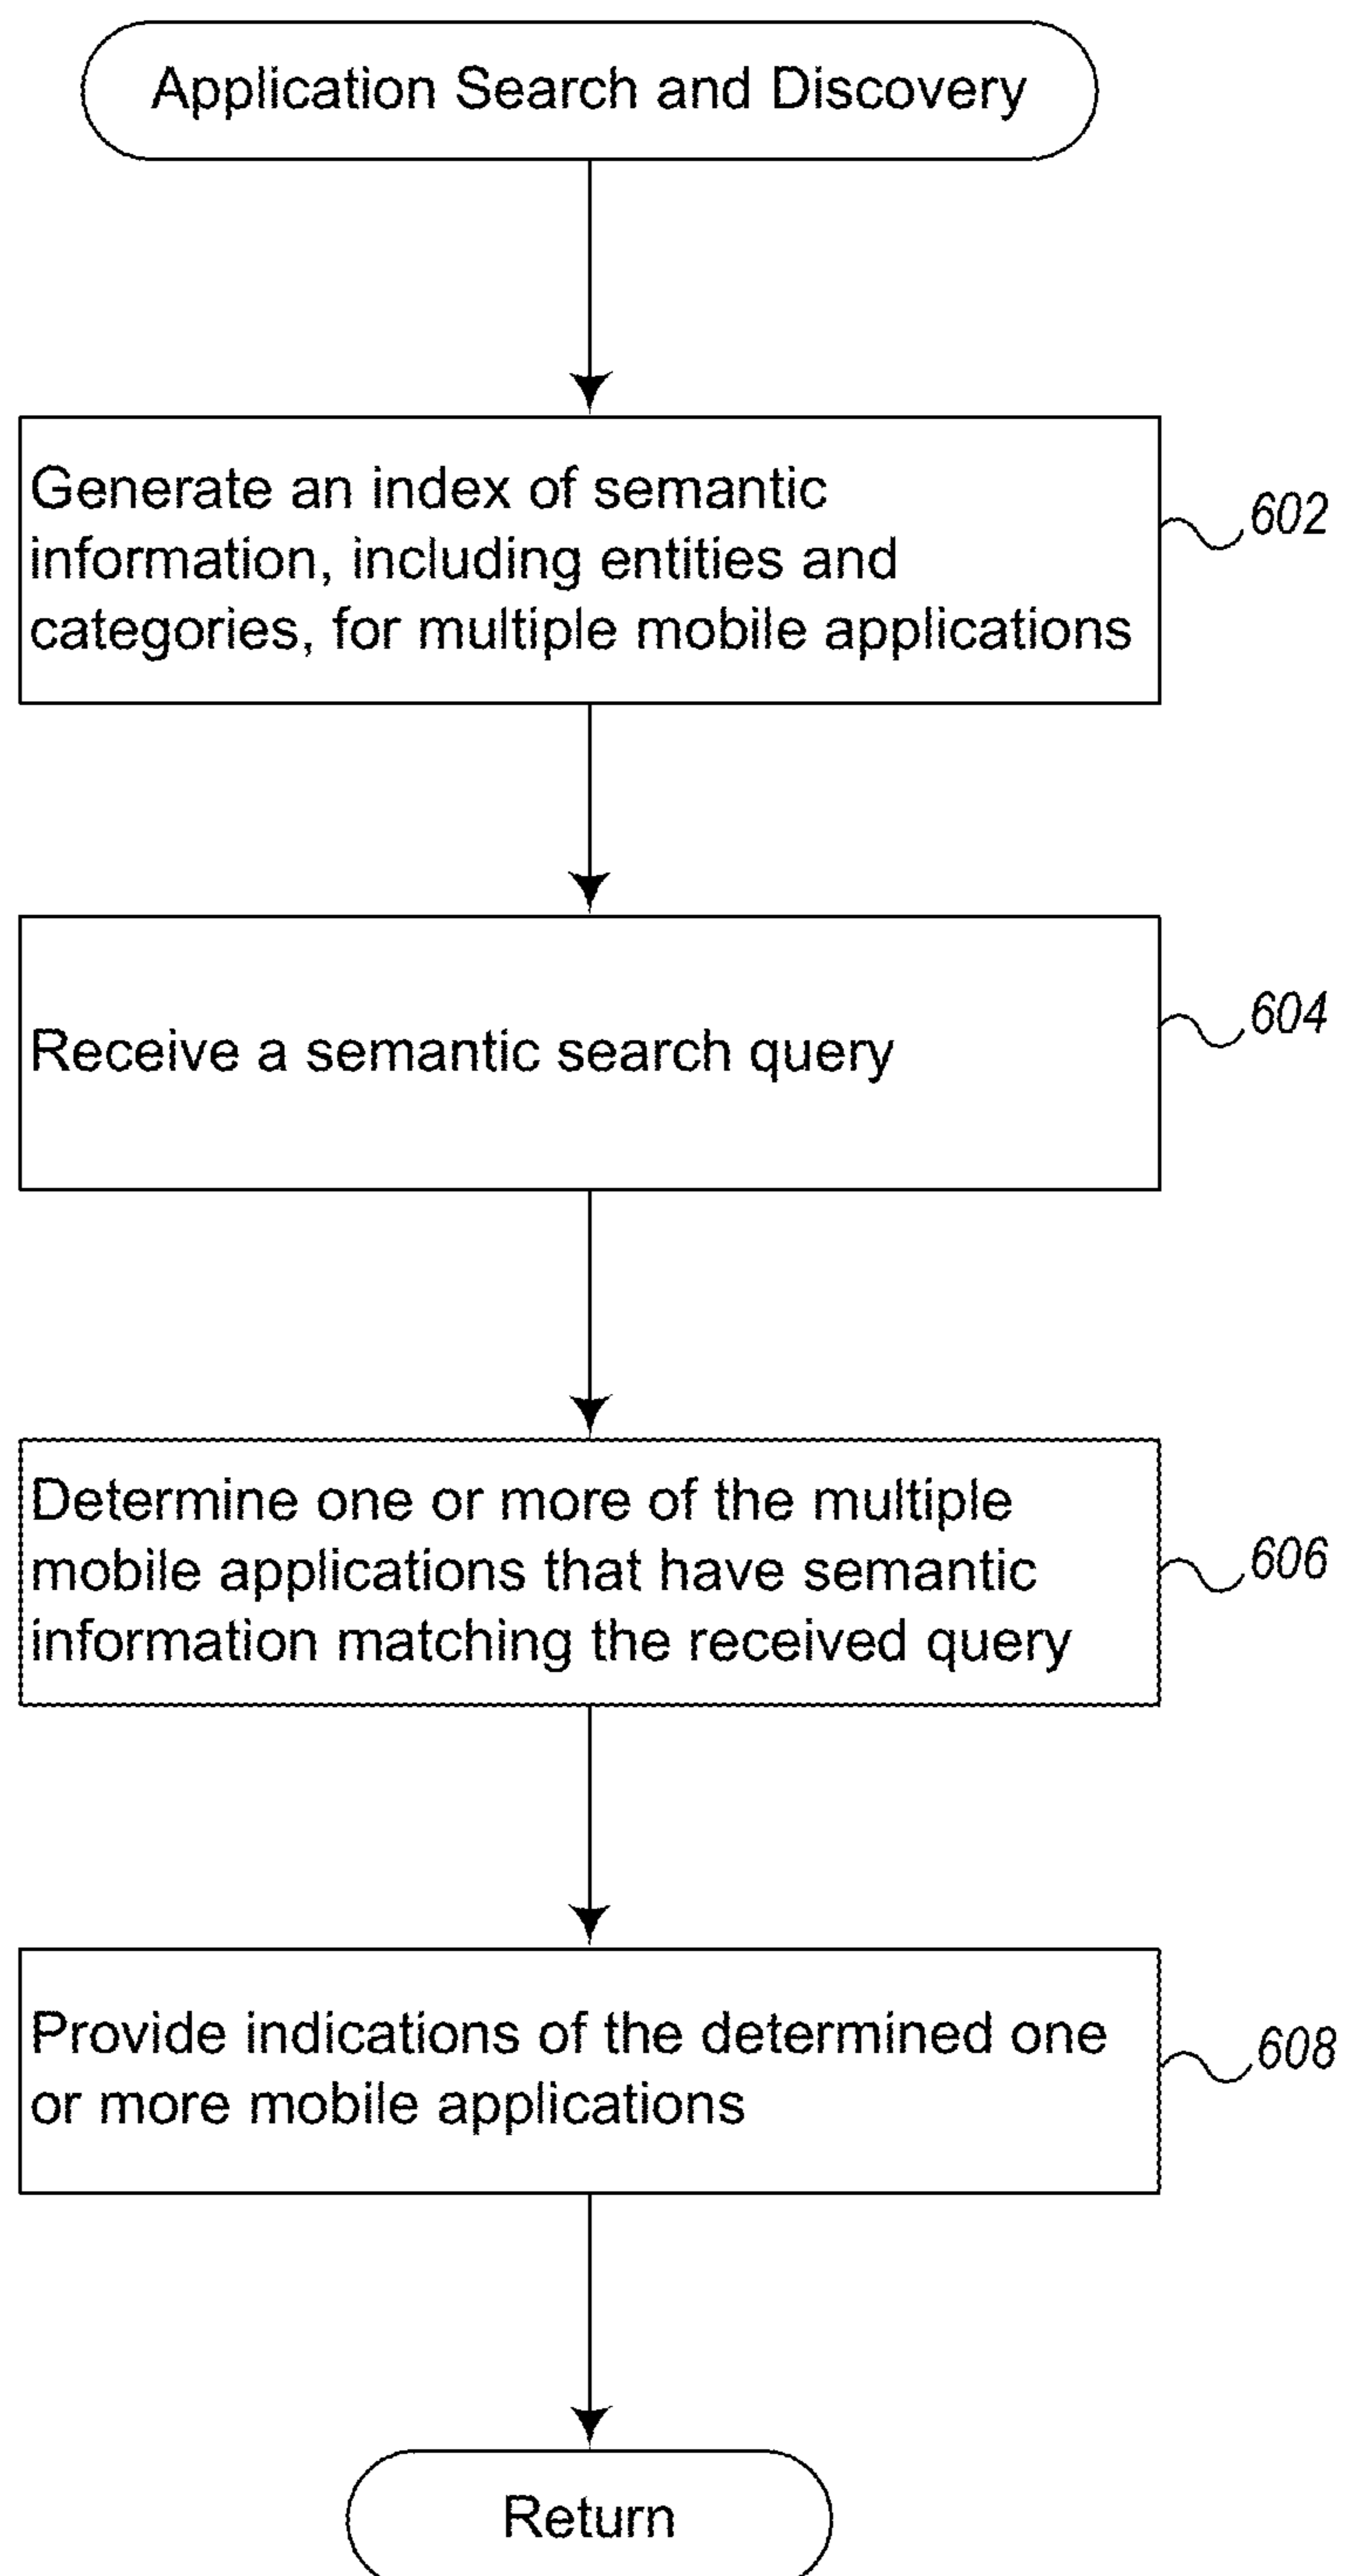 Application Search and Discovery
Generate an index of semantic
information, including entities and
categories, for multiple mobile applications
602
Receive a semantic search query
604
Determine one or more of the multiple
mobile applications that have semantic
information matching the received query
606
Provide indications of the determined one
or more mobile applications
608
Return